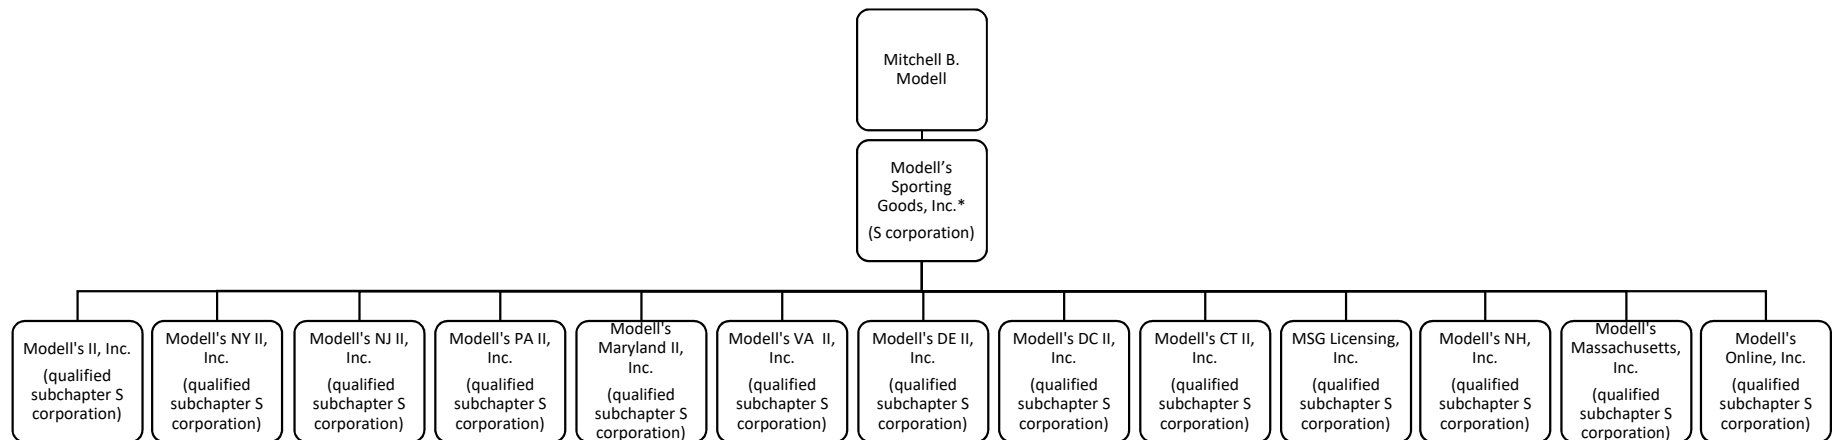 Mitchell B.
Modell
Modell’s
Sporting
Goods, Inc.*
(S corporation)
Modell's II, Inc.
(qualified
subchapter S
corporation)
Modell's NY II,
Inc.
(qualified
subchapter S
corporation)
Modell's NJ II,
Inc.
(qualified
subchapter S
corporation)
Modell's PA II,
Inc.
(qualified
subchapter S
corporation)
Modell's
Maryland II,
Inc.
(qualified
subchapter S
corporation)
Modell's VA  II,
Inc.
(qualified
subchapter S
corporation)
Modell's DE II,
Inc.
(qualified
subchapter S
corporation)
Modell's DC II,
Inc.
(qualified
subchapter S
corporation)
Modell's CT II,
Inc.
(qualified
subchapter S
corporation)
MSG Licensing,
Inc.
(qualified
subchapter S
corporation)
Modell's NH,
Inc.
(qualified
subchapter S
corporation)
Modell's
Massachusetts,
Inc.
(qualified
subchapter S
corporation)
Modell's
Online, Inc.
(qualified
subchapter S
corporation)